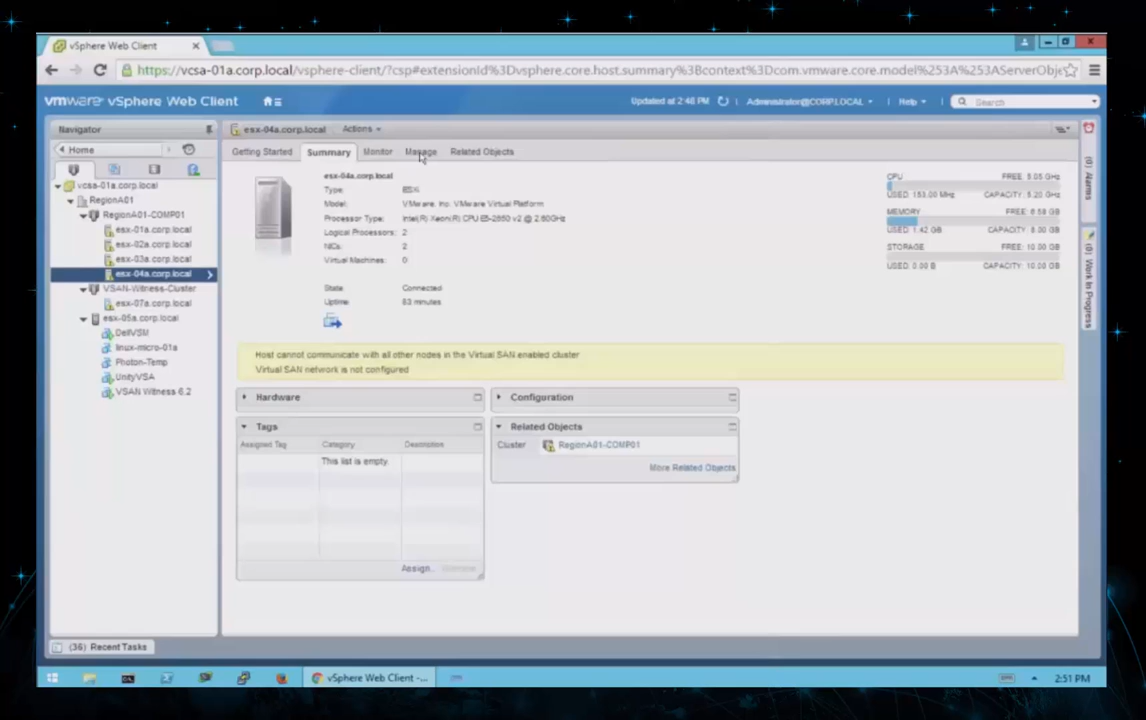 vSphere Web Client
https://vcsa-01a.corp.local/vsphere-client/?csp#extensionId%3Dvsphere.core.host.summary%3Bcontext%3Dcom.vmware.core.model%253A%253AServerObje
vmware vSphere Web Client
Updated at 2:48 PM
Administrator@CORP.LOCAL
Help
Search
Navigator
Home
vcsa-01a.corp.local
RegionA01
RegionA01-COMP01
esx-01a.corp.local
esx-02a.corp.local
esx-03a.corp.local
esx-04a.corp.local
VSAN-Witness-Cluster
esx-07a.corp.local
esx-05a.corp.local
DellVSM
linux-micro-01a
Photon-Temp
UnityVSA
VSAN Witness 6.2
esx-04a.corp.local Actions
Getting Started Summary Monitor Manage Related Objects
esx-04a.corp.local
Type: ESXi
Model: VMware, Inc. VMware Virtual Platform
Processor Type: Intel(R) Xeon(R) CPU E5-2660 v2 @ 2.60GHz
Logical Processors: 2
NICs: 2
Virtual Machines: 0
State: Connected
Uptime: 83 minutes
CPU FREE: 5.05 GHz
USED: 153.00 MHz CAPACITY: 5.20 GHz
MEMORY FREE: 6.58 GB
USED: 1.42 GB CAPACITY: 8.00 GB
STORAGE FREE: 10.00 GB
USED: 0.00 B CAPACITY: 10.00 GB
Host cannot communicate with all other nodes in the Virtual SAN enabled cluster
Virtual SAN network is not configured
Hardware
Configuration
Tags
Assigned Tag Category Description
This list is empty.
Assign...
Related Objects
Cluster RegionA01-COMP01
More Related Objects
(0) Alarms
(0) Work In Progress
(36) Recent Tasks
vSphere Web Client -...
2:51 PM